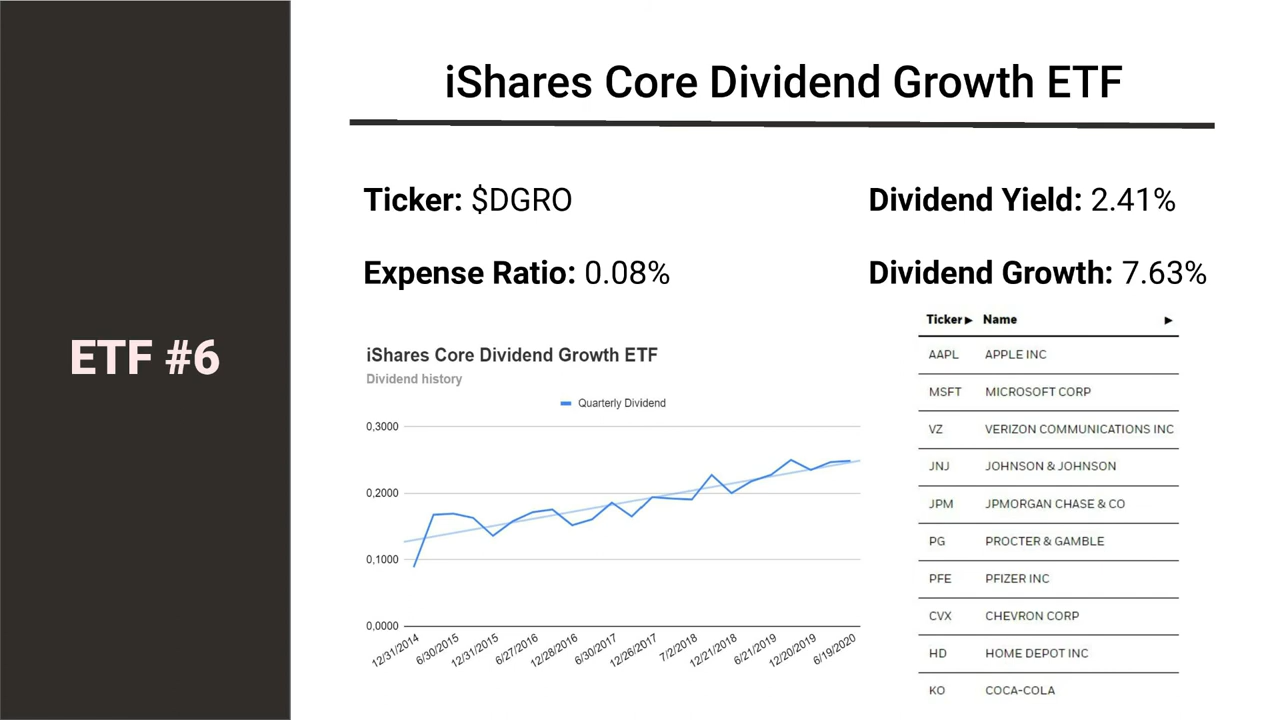 iShares Core Dividend Growth ETF
Ticker: $DGRO
Dividend Yield: 2.41%
Expense Ratio: 0.08%
Dividend Growth: 7.63%
ETF #6
iShares Core Dividend Growth ETF
Dividend history
Quarterly Dividend
0,3000
0,2000
0,1000
0,0000
12/31/2014
6/30/2015
12/31/2015
6/27/2016
12/28/2016
6/30/2017
12/26/2017
7/2/2018
12/21/2018
6/21/2019
12/20/2019
6/19/2020
Ticker Name
AAPL APPLE INC
MSFT MICROSOFT CORP
VZ VERIZON COMMUNICATIONS INC
JNJ JOHNSON & JOHNSON
JPM JPMORGAN CHASE & CO
PG PROCTER & GAMBLE
PFE PFIZER INC
CVX CHEVRON CORP
HD HOME DEPOT INC
KO COCA-COLA